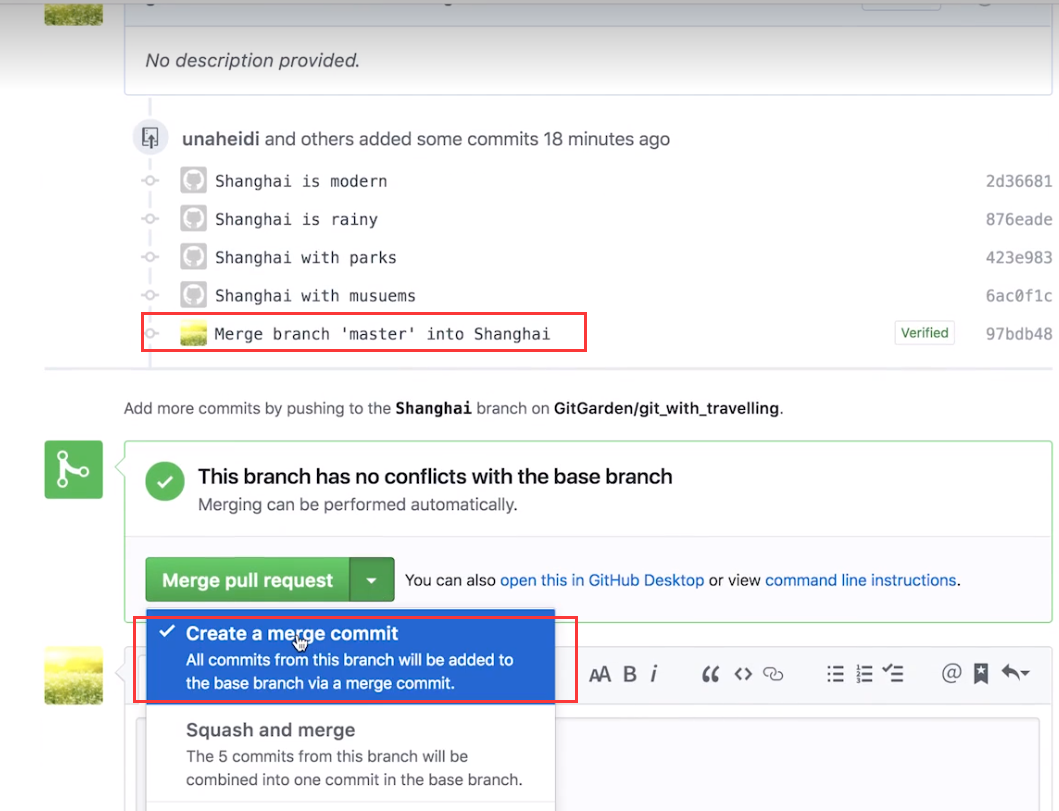 No description provided.
unaheidi and others added some commits 18 minutes ago
Shanghai is modern 2d36681
Shanghai is rainy 876eade
Shanghai with parks 423e983
Shanghai with musuems 6ac0f1c
Merge branch 'master' into Shanghai Verified 97bdb48
Add more commits by pushing to the Shanghai branch on GitGarden/git_with_travelling.
This branch has no conflicts with the base branch
Merging can be performed automatically.
Merge pull request You can also open this in GitHub Desktop or view command line instructions.
Create a merge commit
All commits from this branch will be added to
the base branch via a merge commit.
AA B i
Squash and merge
The 5 commits from this branch will be
combined into one commit in the base branch.